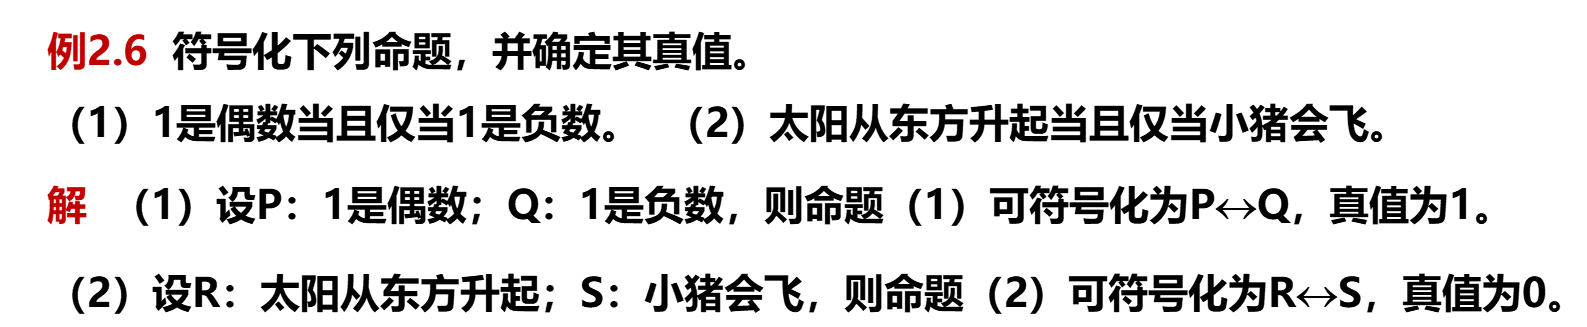 例2.6 符号化下列命题，并确定其真值。
（1）1是偶数当且仅当1是负数。 （2）太阳从东方升起当且仅当小猪会飞。
解 （1）设P：1是偶数；Q：1是负数，则命题（1）可符号化为P↔Q，真值为1。
（2）设R：太阳从东方升起；S：小猪会飞，则命题（2）可符号化为R↔S，真值为0。